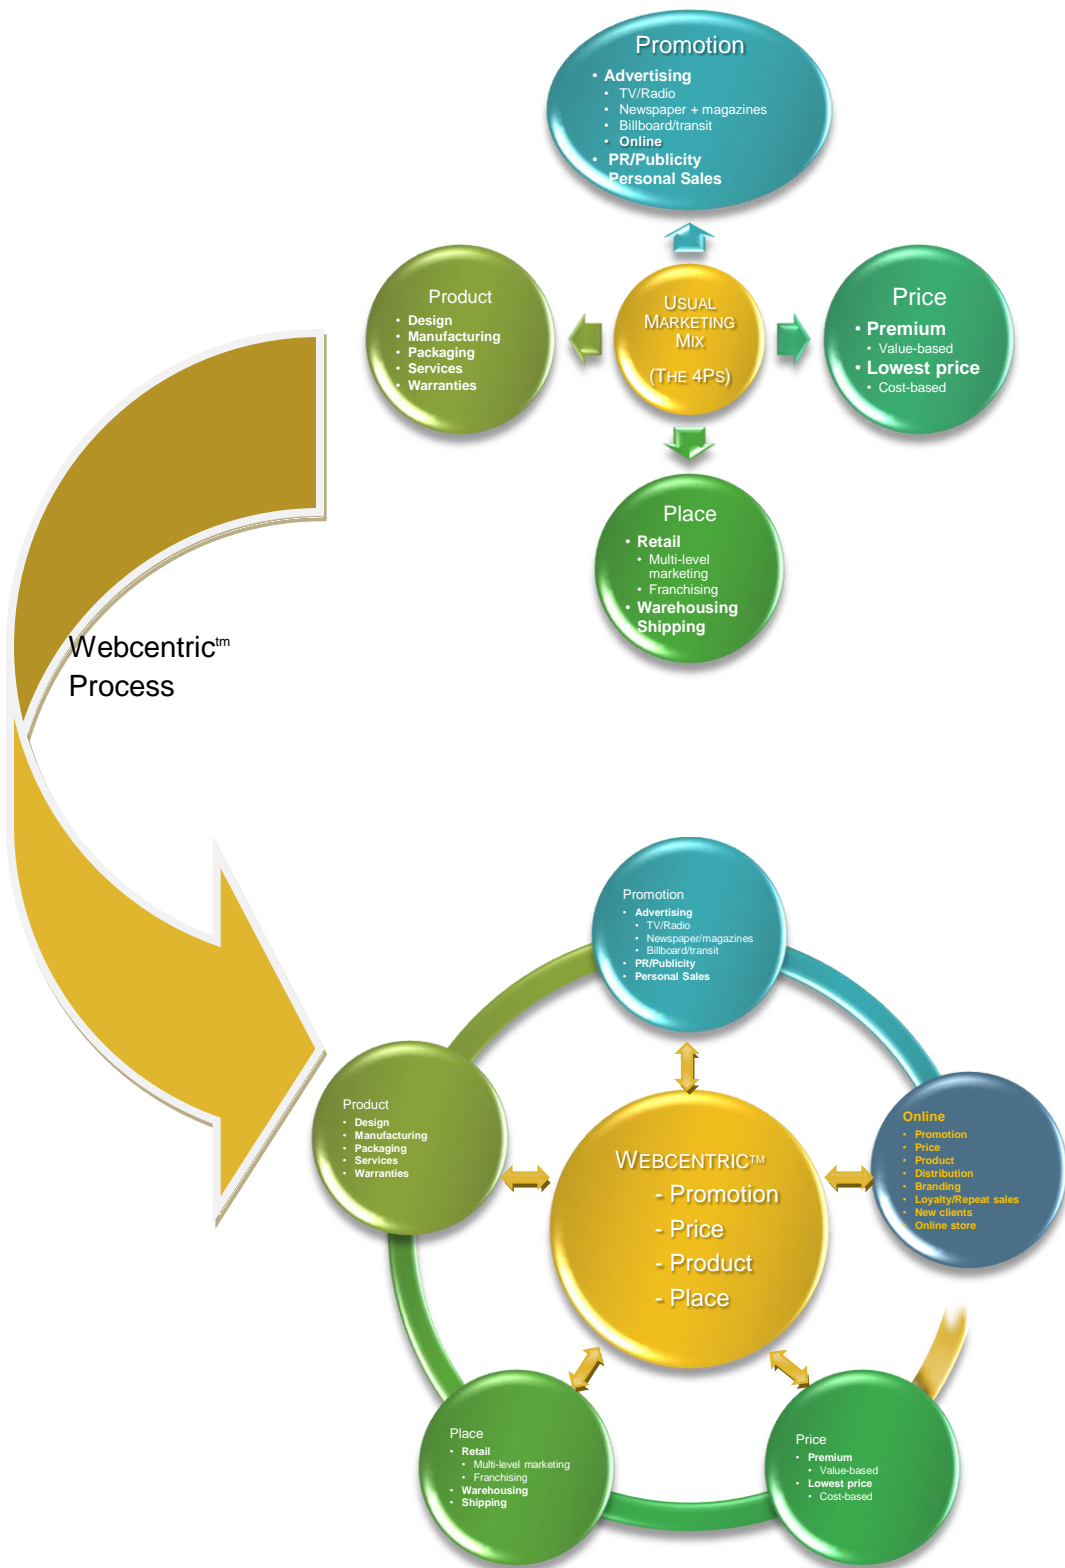 Promotion
• Advertising
• TV/Radio
• Newspaper + magazines
• Billboard/transit
• Online
• PR/Publicity
Personal Sales
Product
• Design
• Manufacturing
• Packaging
• Services
• Warranties
USUAL
MARKETING
MIX
(THE 4PS)
Price
• Premium
• Value-based
• Lowest price
• Cost-based
Place
• Retail
• Multi-level
marketing
• Franchising
• Warehousing
Shipping
Webcentric™
Process
Promotion
• Advertising
• TV/Radio
• Newspaper/magazines
• Billboard/transit
• PR/Publicity
• Personal Sales
Product
• Design
• Manufacturing
• Packaging
• Services
• Warranties
WEBCENTRIC™
- Promotion
- Price
- Product
- Place
Online
• Promotion
• Price
• Product
• Distribution
• Branding
• Loyalty/Repeat sales
• New clients
• Online store
Place
• Retail
• Multi-level marketing
• Franchising
• Warehousing
• Shipping
Price
• Premium
• Value-based
• Lowest price
• Cost-based